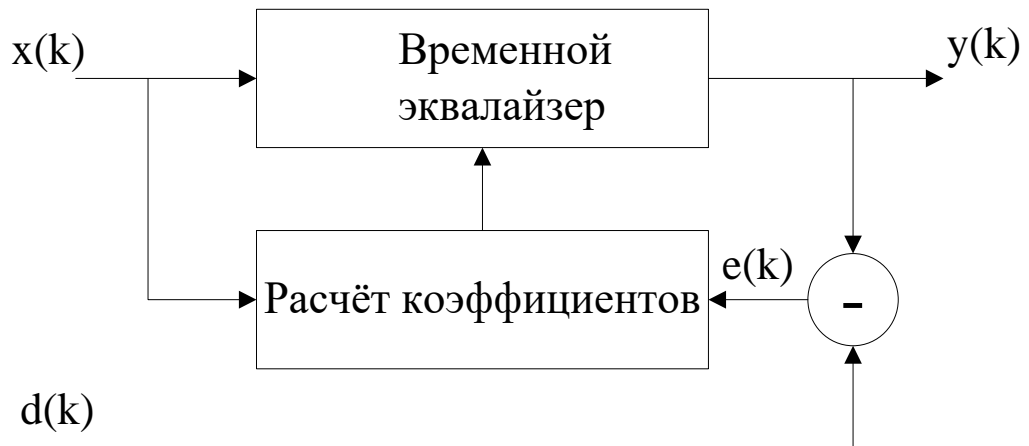 x(k)
Временной
эквалайзер
y(k)
Расчёт коэффициентов
e(k)
-
d(k)